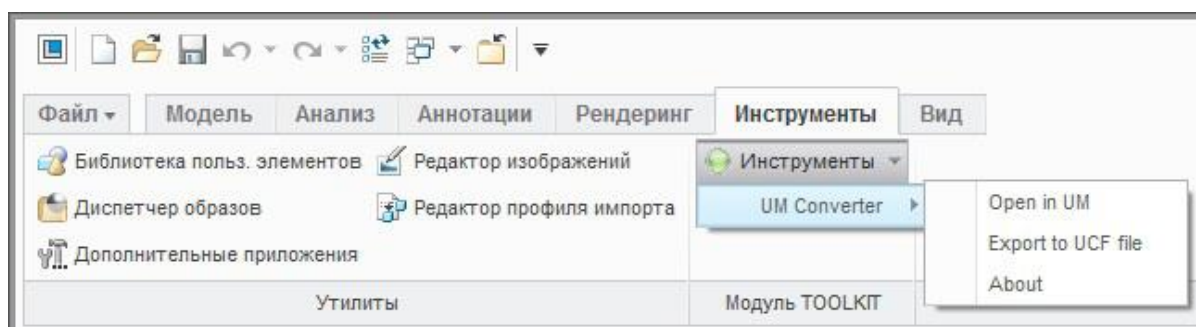 Файл Модель Анализ Аннотации Рендеринг Инструменты Вид
Библиотека польз. элементов Редактор изображений Инструменты
Диспетчер образов Редактор профиля импорта UM Converter Open in UM
Export to UCF file
Дополнительные приложения
About
Утилиты Модуль TOOLKIT